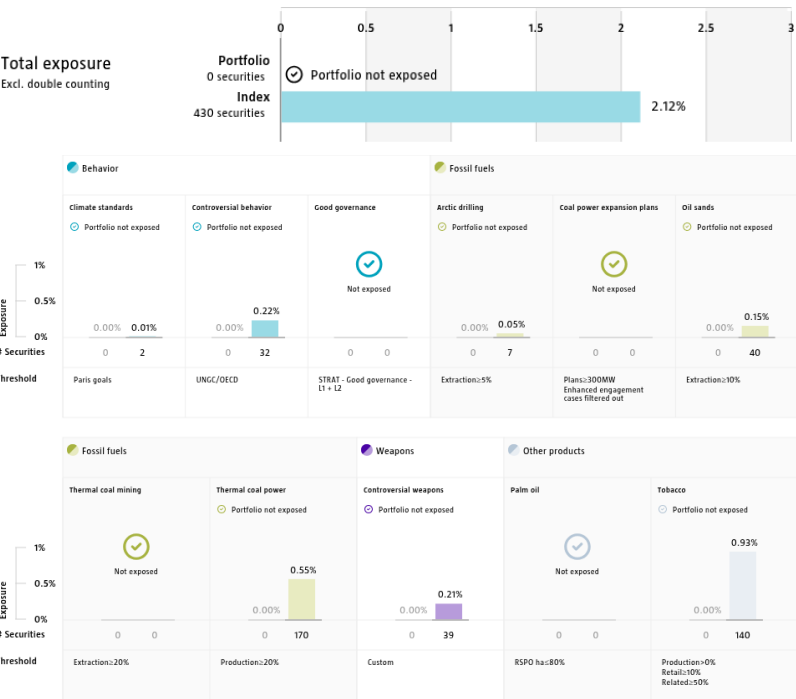 0 0.5 1 1.5 2 2.5 3
Total exposure
Excl. double counting
Portfolio
0 securities
Portfolio not exposed
Index
430 securities
2.12%
Behavior
Fossil fuels
Climate standards
Controversial behavior
Good governance
Arctic drilling
Coal power expansion plans
Oil sands
Portfolio not exposed
Portfolio not exposed
Portfolio not exposed
Portfolio not exposed
Not exposed
Not exposed
1%
0.5%
0%
Exposure
0.00% 0.01%
0.00% 0.22%
0.00% 0.05%
0.00% 0.15%
# Securities
0 2
0 32
0 0
0 7
0 0
0 40
hreshold
Paris goals
UNGC/OECD
STRAT - Good governance -
L1 + L2
Extraction≥5%
Plans≥300MW
Enhanced engagement
cases filtered out
Extraction≥10%
Fossil fuels
Weapons
Other products
Thermal coal mining
Thermal coal power
Controversial weapons
Palm oil
Tobacco
Portfolio not exposed
Portfolio not exposed
Portfolio not exposed
Not exposed
Not exposed
1%
0.5%
0%
Exposure
0.00% 0.55%
0.00% 0.21%
0.00% 0.93%
# Securities
0 0
0 170
0 39
0 0
0 140
hreshold
Extraction≥20%
Production≥20%
Custom
RSPO ha≤80%
Production>0%
Retail≥10%
Related≥50%